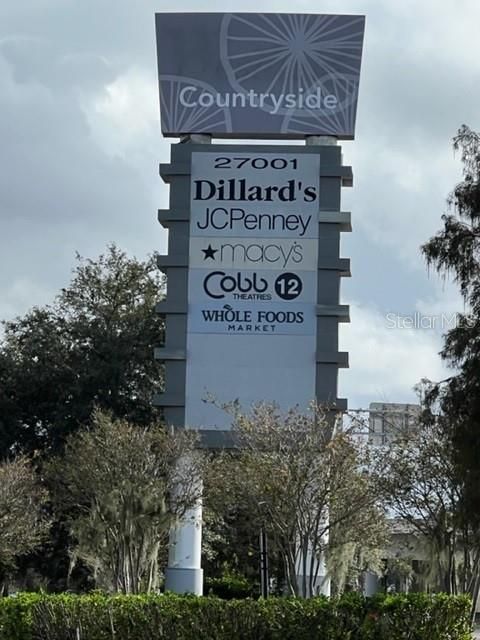 Countryside
27001
Dillard's
JCPenney
★macy's
Cobb 12
THEATRES
WHOLE FOODS
MARKET
Stellar MLS